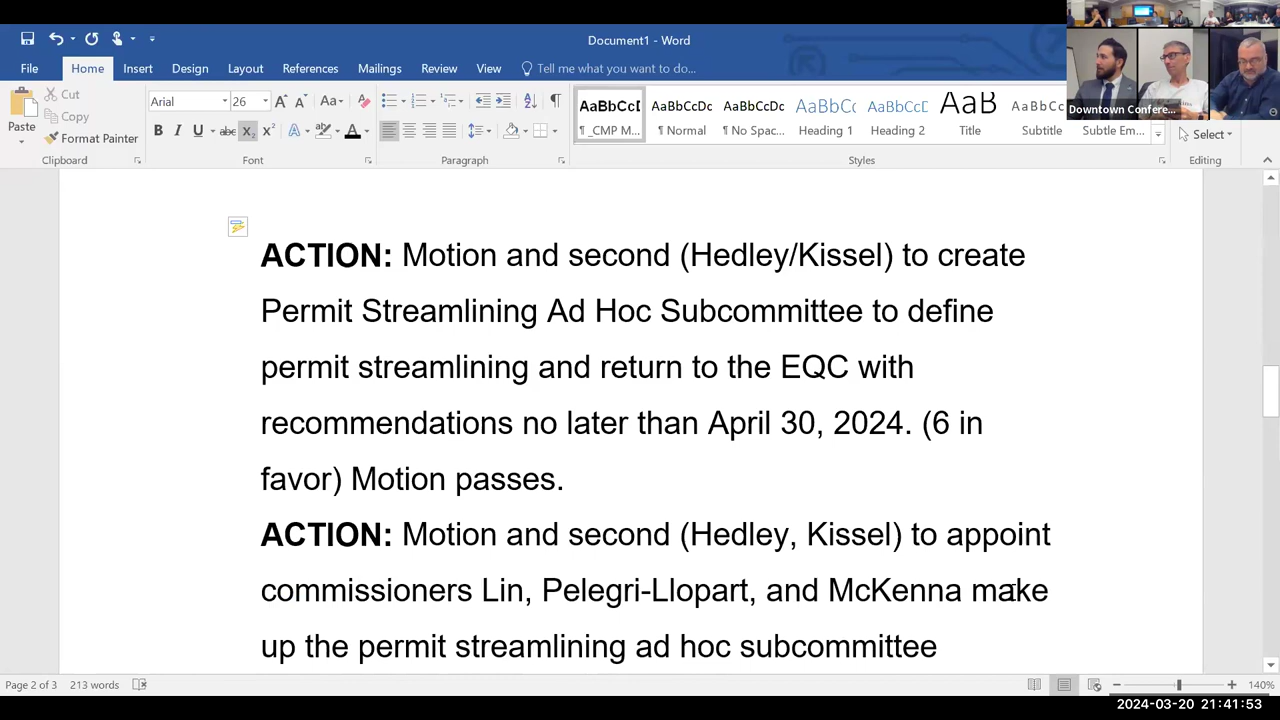 Document1 - Word
File Home Insert Design Layout References Mailings Review View Tell me what you want to do...
Paste
Cut
Copy
Format Painter
Arial 26
AaBbCcI AaBbCcDc AaBbCcDc AaBbCc AaBbCcD AaB AaBbCcD
¶ _CMP M... ¶ Normal ¶ No Spac... Heading 1 Heading 2 Title Subtitle Subtle Em...
Select
Clipboard Font Paragraph Styles Editing
Downtown Confere...
ACTION: Motion and second (Hedley/Kissel) to create
Permit Streamlining Ad Hoc Subcommittee to define
permit streamlining and return to the EQC with
recommendations no later than April 30, 2024. (6 in
favor) Motion passes.
ACTION: Motion and second (Hedley, Kissel) to appoint
commissioners Lin, Pelegri-Llopart, and McKenna make
up the permit streamlining ad hoc subcommittee
Page 2 of 3 213 words 140%
2024-03-20 21:41:53